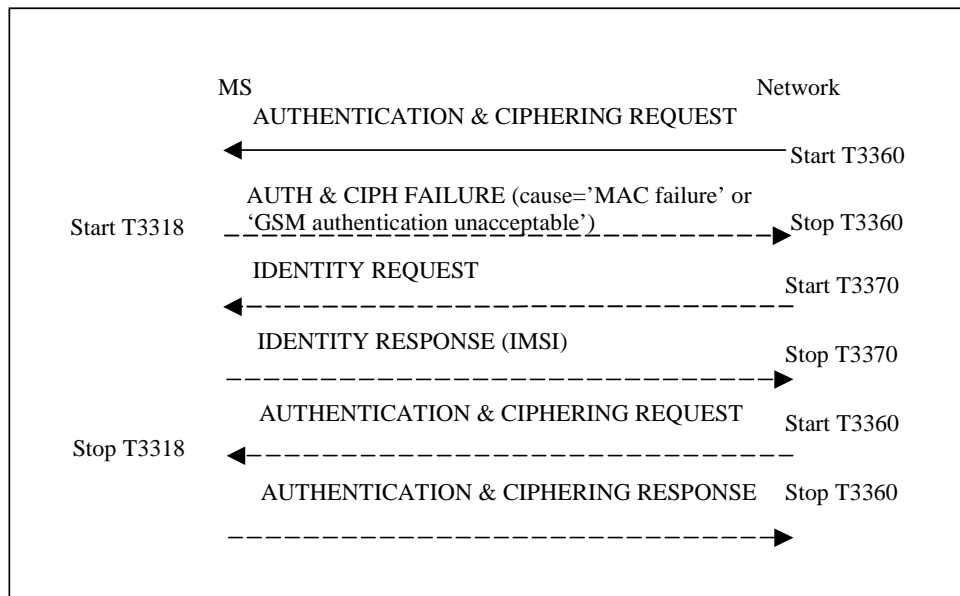 MS Network
AUTHENTICATION & CIPHERING REQUEST
Start T3360
AUTH & CIPH FAILURE (cause=’MAC failure’ or
‘GSM authentication unacceptable’)
Start T3318
Stop T3360
IDENTITY REQUEST
Start T3370
IDENTITY RESPONSE (IMSI)
Stop T3370
AUTHENTICATION & CIPHERING REQUEST
Start T3360
Stop T3318
AUTHENTICATION & CIPHERING RESPONSE
Stop T3360